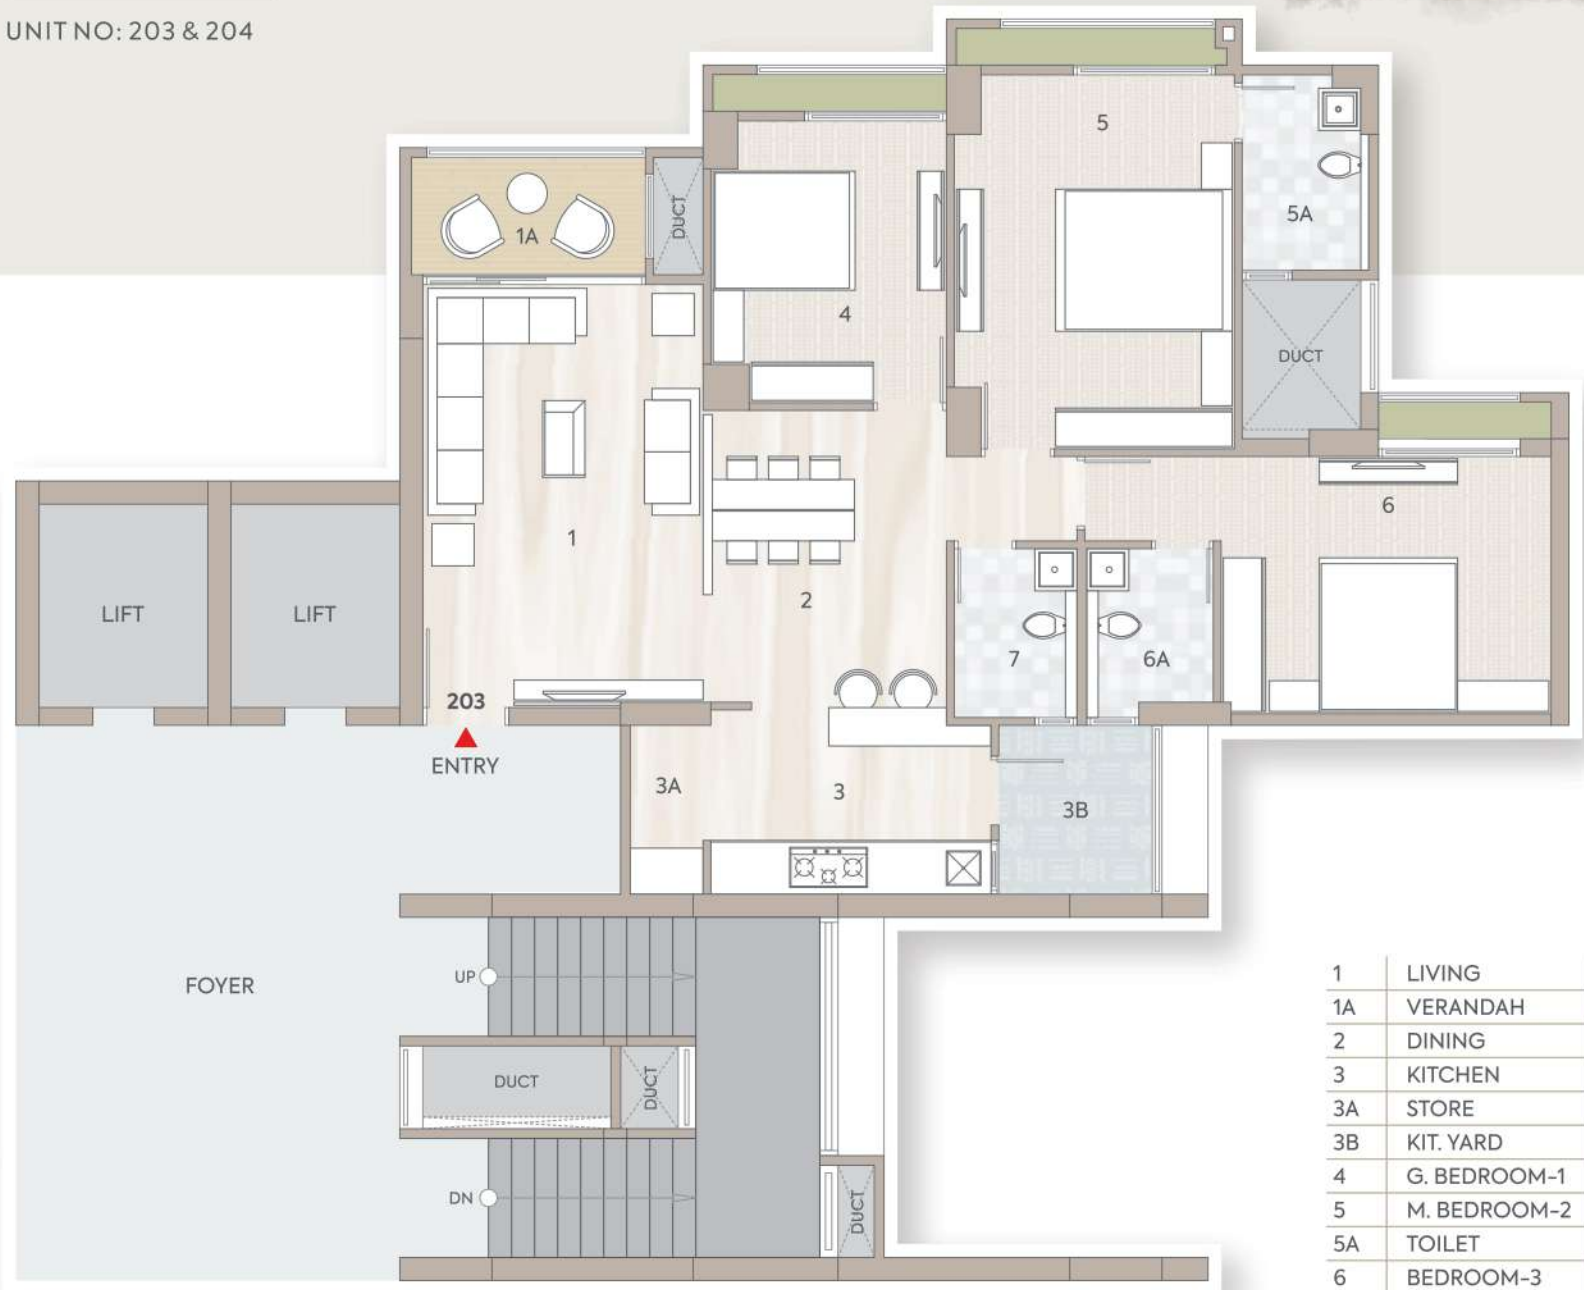 UNIT NO: 203 & 204
5
5A
DUCT
1A
4
DUCT
6
1
2
LIFT
LIFT
7
6A
203
ENTRY
3A
3
3B
FOYER
UP
DUCT
DUCT
DN
DUCT
1 LIVING
1A VERANDAH
2 DINING
3 KITCHEN
3A STORE
3B KIT. YARD
4 G. BEDROOM-1
5 M. BEDROOM-2
5A TOILET
6 BEDROOM-3